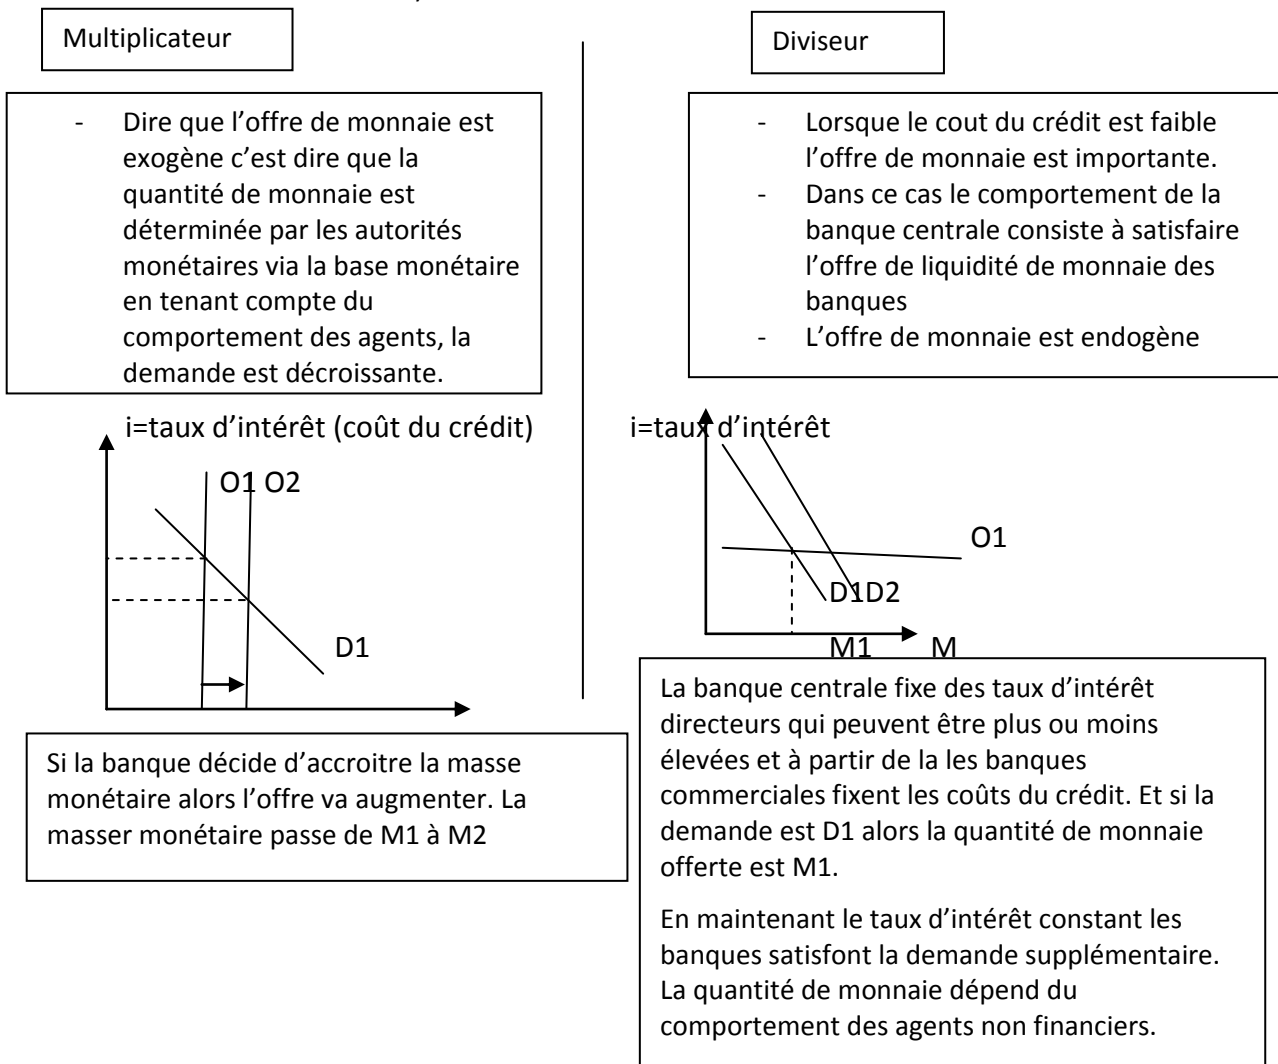 Multiplicateur
- Dire que l'offre de monnaie est
exogène c'est dire que la
quantité de monnaie est
déterminée par les autorités
monétaires via la base monétaire
en tenant compte du
comportement des agents, la
demande est décroissante.
i=taux d'intérêt (coût du crédit)
O1 O2
D1
Si la banque décide d'accroitre la masse
monétaire alors l'offre va augmenter. La
masser monétaire passe de M1 à M2
Diviseur
- Lorsque le cout du crédit est faible
l'offre de monnaie est importante.
- Dans ce cas le comportement de la
banque centrale consiste à satisfaire
l'offre de liquidité de monnaie des
banques
- L'offre de monnaie est endogène
i=taux d'intérêt
O1
D1D2
M1 M
La banque centrale fixe des taux d'intérêt
directeurs qui peuvent être plus ou moins
élevées et à partir de la les banques
commerciales fixent les coûts du crédit. Et si la
demande est D1 alors la quantité de monnaie
offerte est M1.
En maintenant le taux d'intérêt constant les
banques satisfont la demande supplémentaire.
La quantité de monnaie dépend du
comportement des agents non financiers.